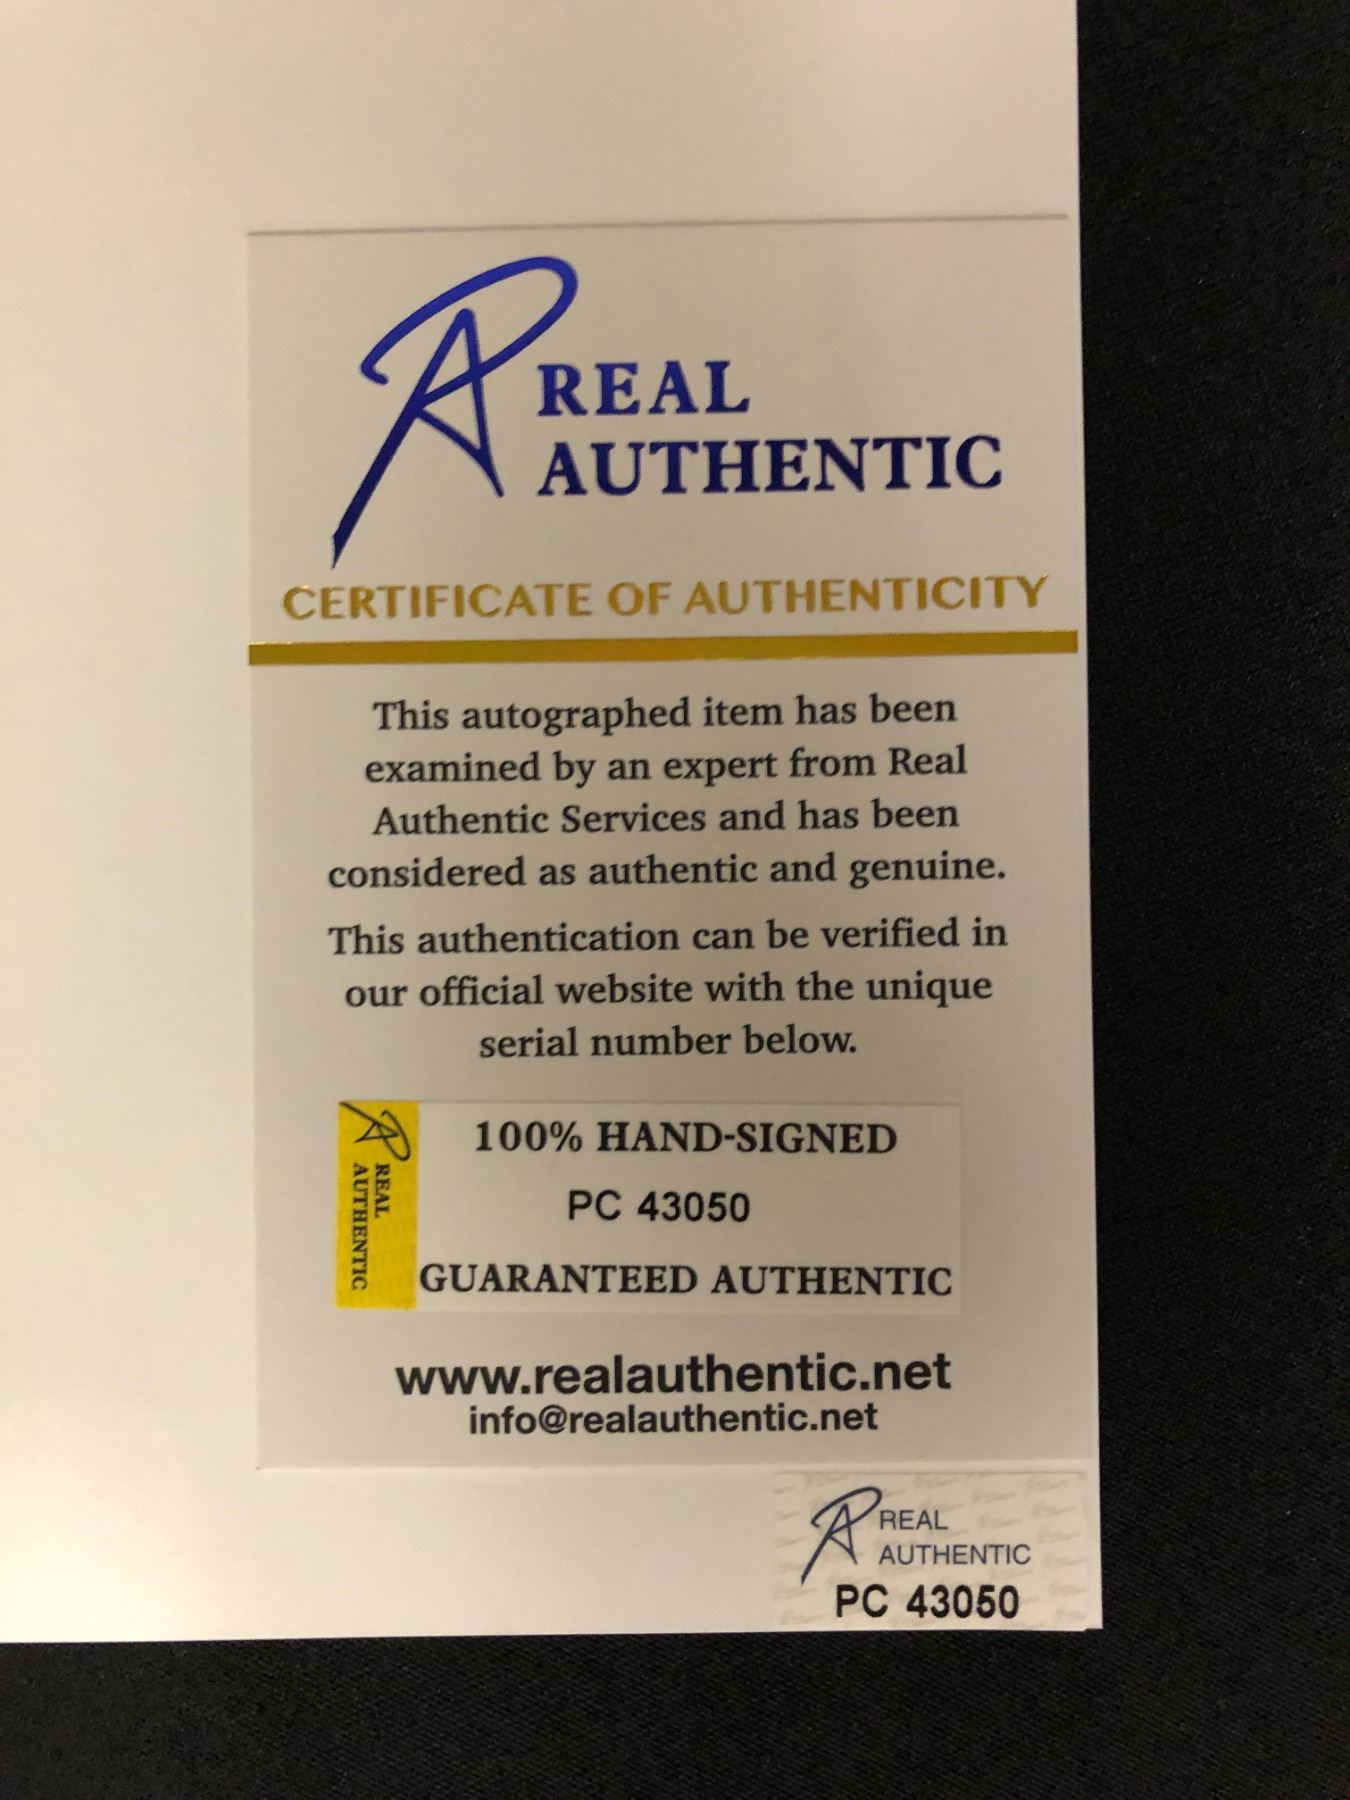 REAL
AUTHENTIC
CERTIFICATE OF AUTHENTICITY
This autographed item has been
examined by an expert from Real
Authentic Services and has been
considered as authentic and genuine.
This authentication can be verified in
our official website with the unique
serial number below.
REAL
AUTHENTIC
100% HAND-SIGNED
PC 43050
GUARANTEED AUTHENTIC
www.realauthentic.net
info@realauthentic.net
REAL
AUTHENTIC
PC 43050